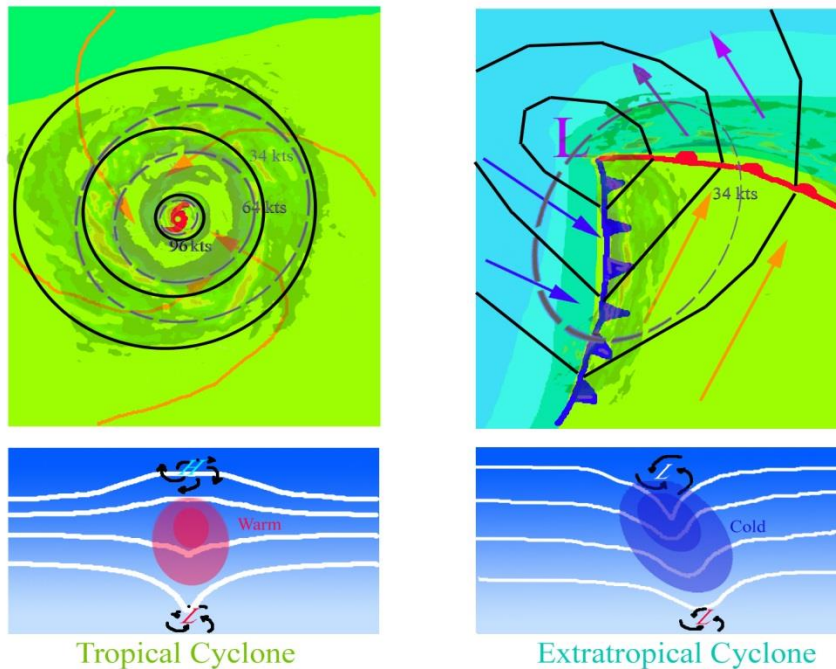 34 kts
64 kts
96 kts
L
34 kts
H
Warm
L
L
Cold
L
Tropical Cyclone
Extratropical Cyclone